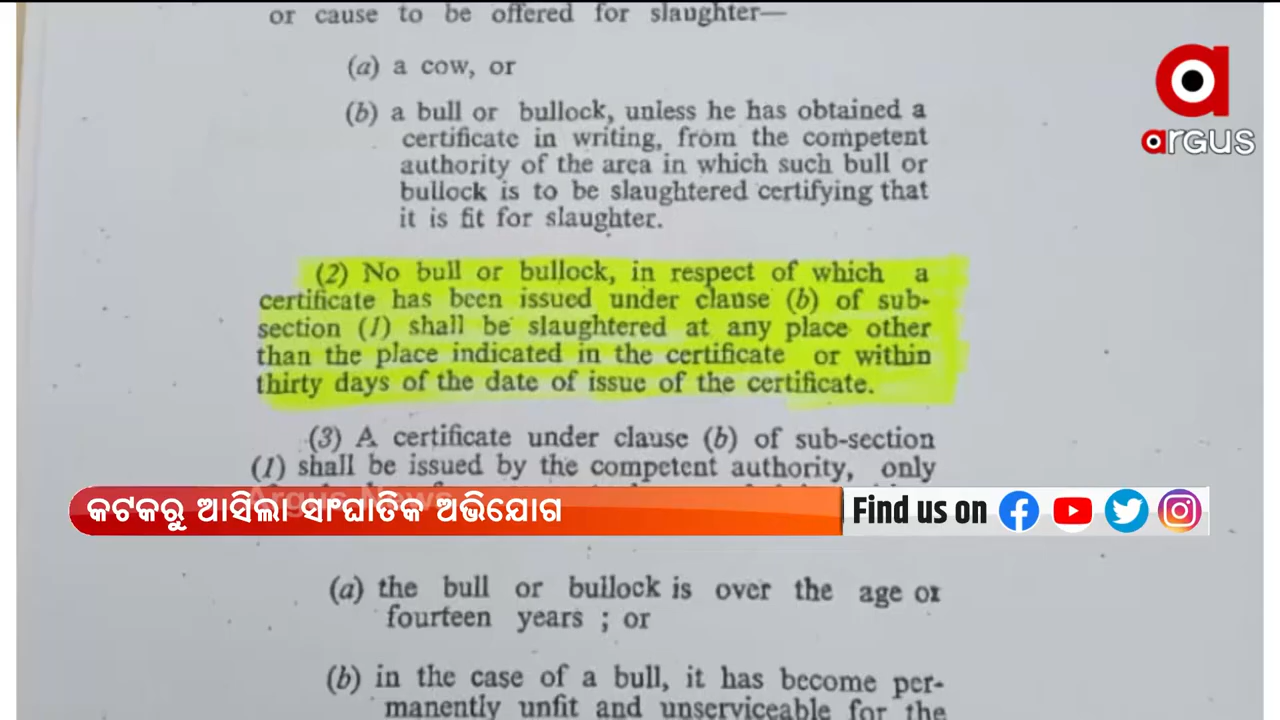 or cause to be offered for slaughter—
(a) a cow, or
(b) a bull or bullock, unless he has obtained a
certificate in writing, from the competent
authority of the area in which such bull or
bullock is to be slaughtered certifying that
it is fit for slaughter.
(2) No bull or bullock, in respect of which a
certificate has been issued under clause (b) of sub-
section (1) shall be slaughtered at any place other
than the place indicated in the certificate or within
thirty days of the date of issue of the certificate.
(3) A certificate under clause (b) of sub-section
(1) shall be issued by the competent authority, only
Argus News
କଟକରୁ ଆସିଲା ସାଂଘାତିକ ଅଭିଯୋଗ
Find us on
(a) the bull or bullock is over the age or
fourteen years ; or
(b) in the case of a bull, it has become per-
manently unfit and unserviceable for the
argus